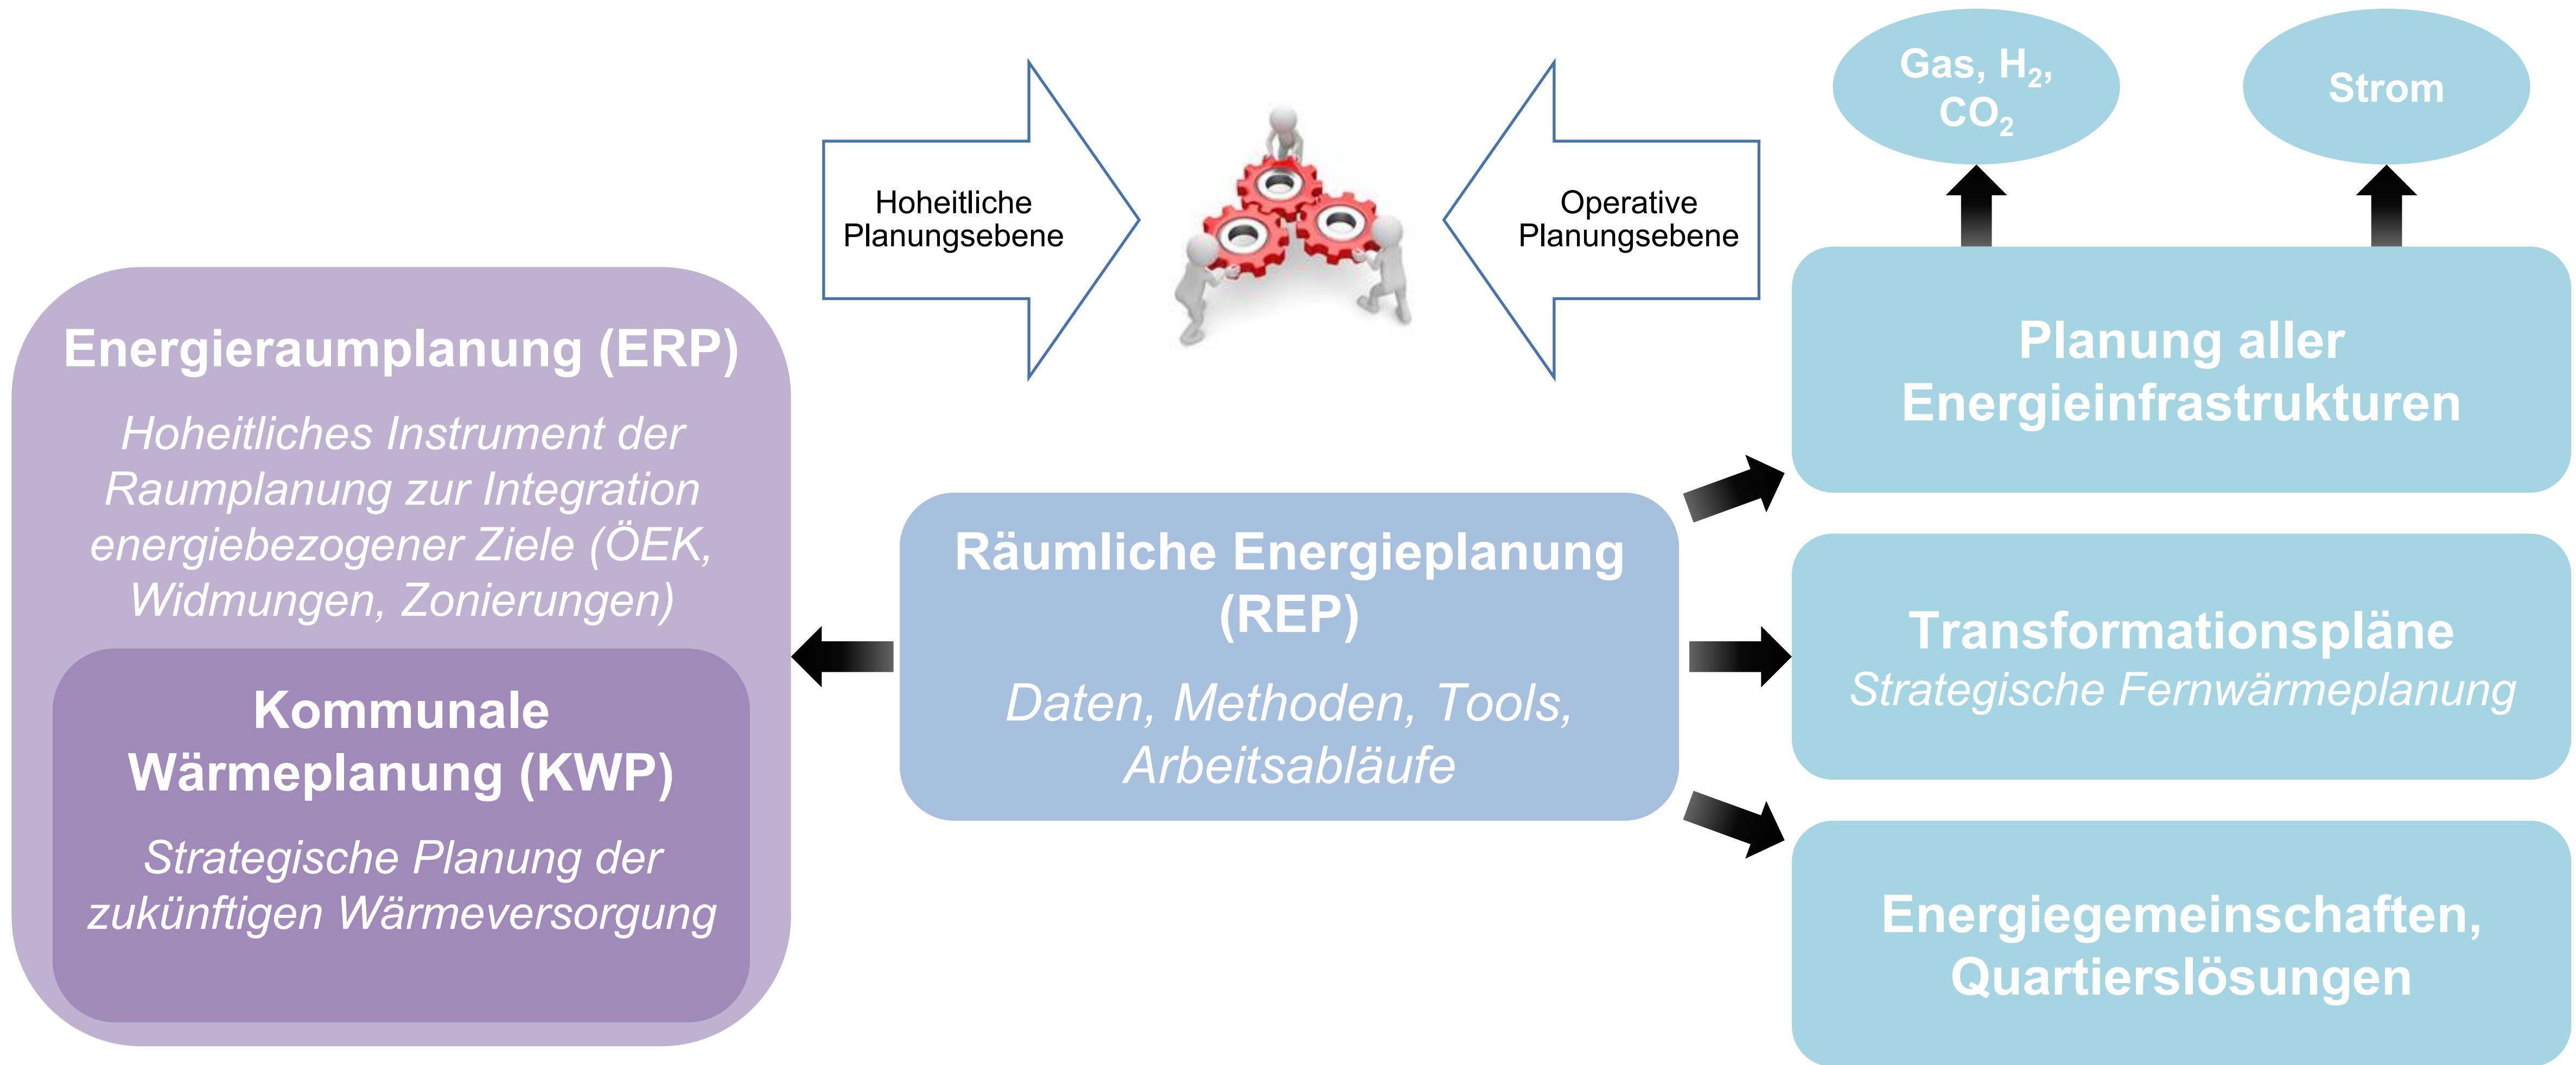 Energieraumplanung (ERP)
Hoheitliches Instrument der
Raumplanung zur Integration
energiebezogener Ziele (ÖEK,
Widmungen, Zonierungen)
Kommunale
Wärmeplanung (KWP)
Strategische Planung der
zukünftigen Wärmeversorgung
Hoheitliche
Planungsebene
Operative
Planungsebene
Räumliche Energieplanung
(REP)
Daten, Methoden, Tools,
Arbeitsabläufe
Gas, H₂,
CO₂
Strom
Planung aller
Energieinfrastrukturen
Transformationspläne
Strategische Fernwärmeplanung
Energiegemeinschaften,
Quartierslösungen